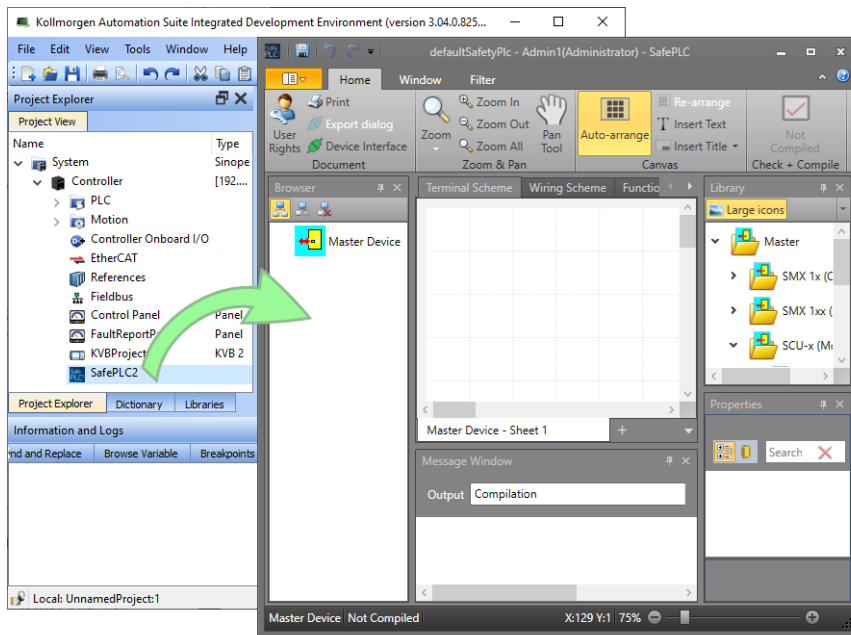 Kollmorgen Automation Suite Integrated Development Environment (version 3.04.0.825...
File Edit View Tools Window Help
Project Explorer
Project View
Name Type
System Sinope
Controller [192....
PLC
Motion
Controller Onboard I/O
EtherCAT
References
Fieldbus
Control Panel Panel
Panel
KVBProject KVB 2
SafePLC2
Project Explorer Dictionary Libraries
Information and Logs
nd and Replace Browse Variable Breakpoints
Local: UnnamedProject:1
Safe PLC
defaultSafetyPlc - Admin1(Administrator) - SafePLC
Home Window Filter
User Rights
Print
Export dialog
Device Interface
Document
Zoom
Zoom In
Zoom Out
Zoom All
Pan Tool
Zoom & Pan
Auto-arrange
Re-arrange
Insert Text
Insert Title
Canvas
Not Compiled
Check + Compile
Browser
Master Device
Terminal Scheme Wiring Scheme Functio
Master Device - Sheet 1
Message Window
Output Compilation
Library
Large icons
Master
SMX 1x (C
SMX 1xx (
SCU-x (Mo
Properties
Search
Master Device Not Compiled X:129 Y:1 75%